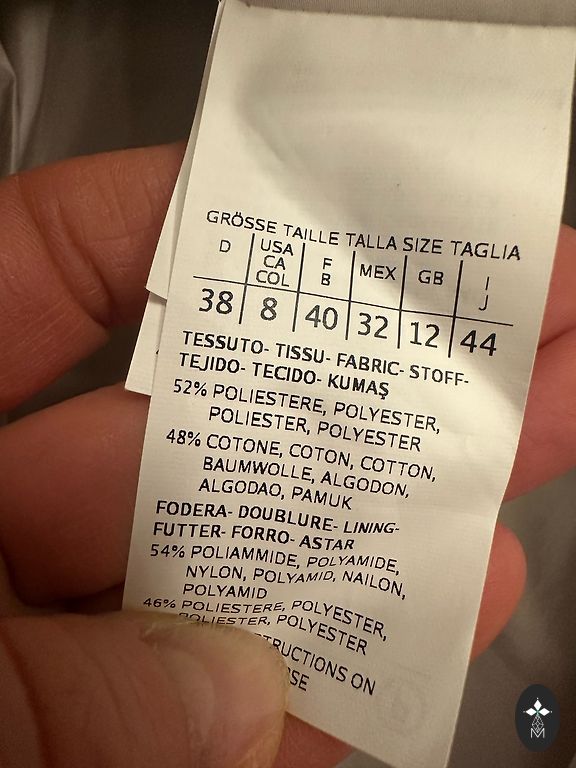 GRÖSSE TAILLE TALLA SIZE TAGLIA
D USA CA COL F B MEX GB I J
38 8 40 32 12 44
TESSUTO- TISSU- FABRIC- STOFF-
TEJIDO- TECIDO- KUMAŞ
52% POLIESTERE, POLYESTER,
POLIESTER, POLYESTER
48% COTONE, COTON, COTTON,
BAUMWOLLE, ALGODON,
ALGODAO, PAMUK
FODERA- DOUBLURE- LINING-
FUTTER- FORRO- ASTAR
54% POLIAMMIDE, POLYAMIDE,
NYLON, POLYAMID, NAILON,
POLYAMID
46% POLIESTERE, POLYESTER,
POLIESTER, POLYESTER
ON
M